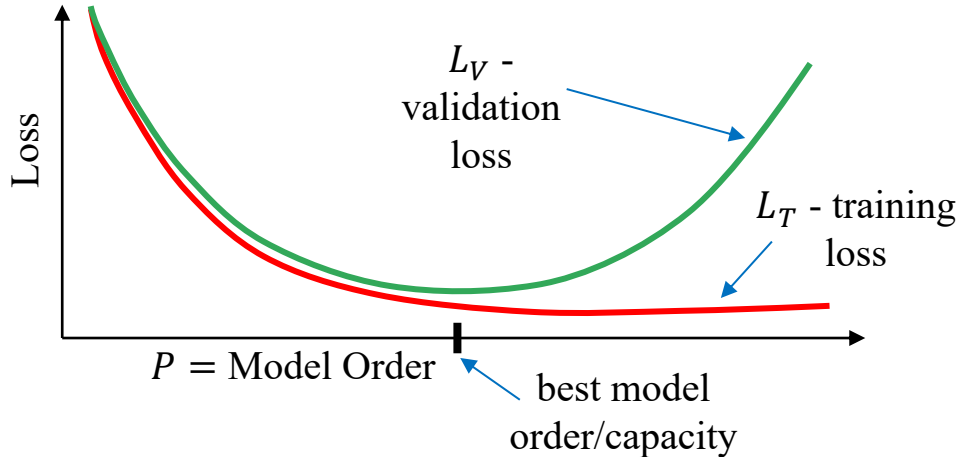 L_V -
validation
loss
Loss
L_T - training
loss
P = Model Order
best model
order/capacity